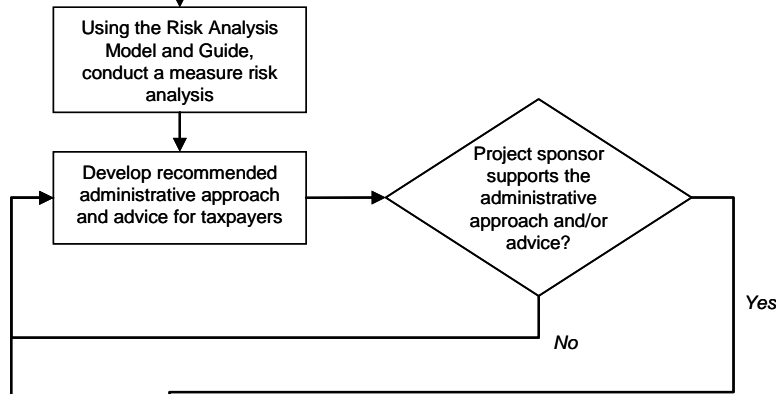 Using the Risk Analysis
Model and Guide,
conduct a measure risk
analysis
Develop recommended
administrative approach
and advice for taxpayers
Project sponsor
supports the
administrative
approach and/or
advice?
Yes
No